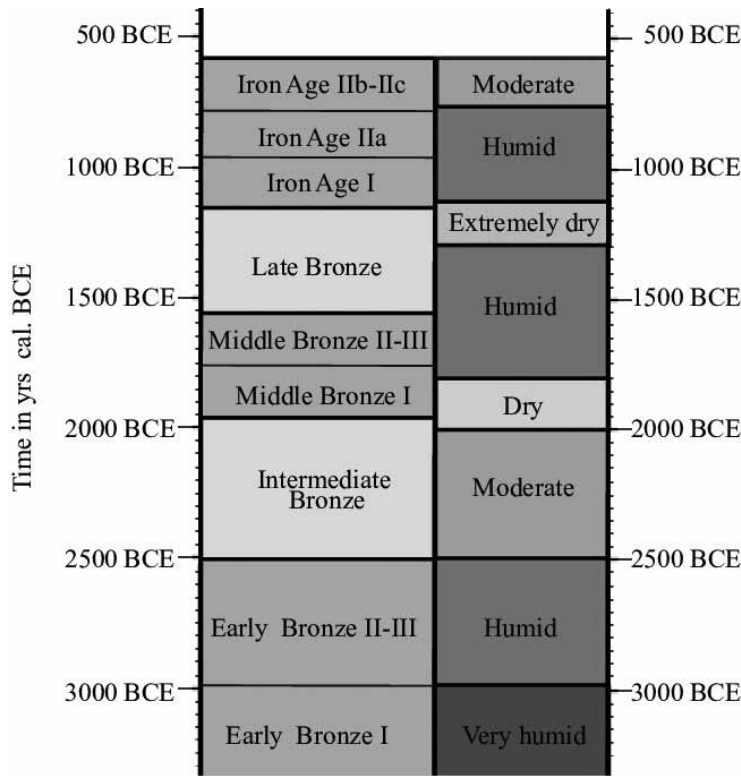 500 BCE
1000 BCE
1500 BCE
2000 BCE
2500 BCE
3000 BCE
Time in yrs cal. BCE
Iron Age IIb-IIc
Iron Age IIa
Iron Age I
Late Bronze
Middle Bronze II-III
Middle Bronze I
Intermediate
Bronze
Early Bronze II-III
Early Bronze I
Moderate
Humid
Extremely dry
Humid
Dry
Moderate
Humid
Very humid
500 BCE
1000 BCE
1500 BCE
2000 BCE
2500 BCE
3000 BCE